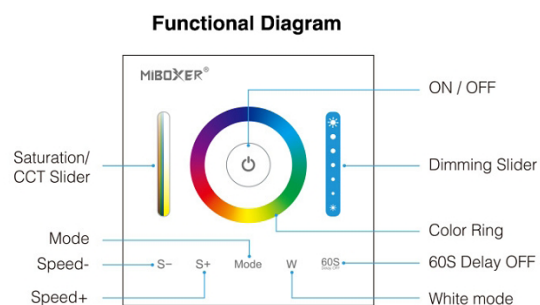 Functional Diagram
MIBOXER®
ON / OFF
Saturation/
CCT Slider
Dimming Slider
Color Ring
Mode
Speed-
S−
S+
Mode
W
60S
60S Delay OFF
Speed+
White mode